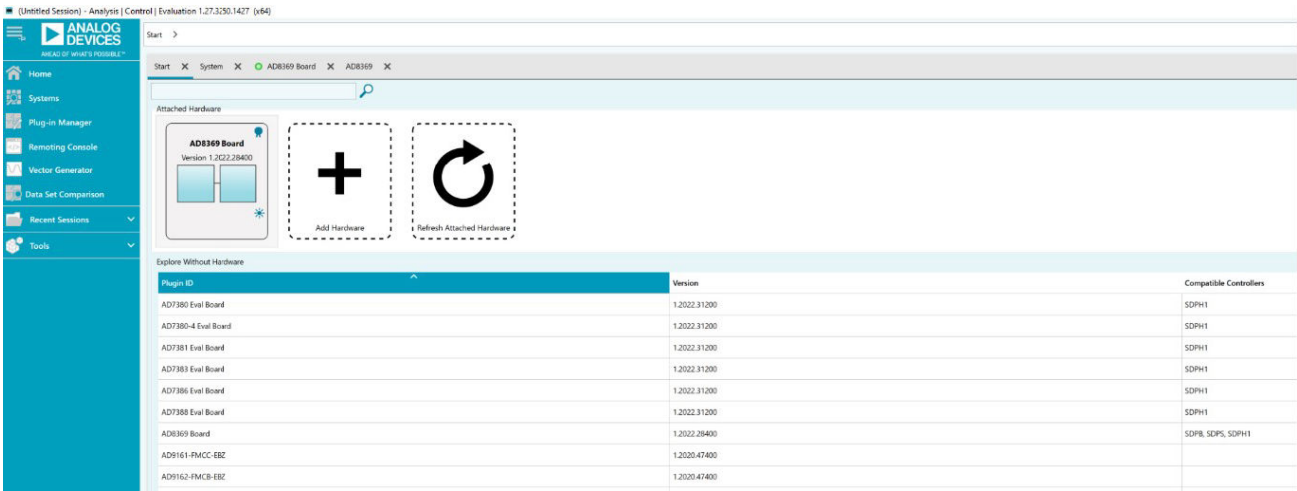 (Untitled Session) - Analysis | Control | Evaluation 1.27.3250.1427 (x64)
ANALOG
DEVICES
AHEAD OF WHAT'S POSSIBLE™
Home
Systems
Plug-in Manager
Remoting Console
Vector Generator
Data Set Comparison
Recent Sessions
Tools
Start >
Start X System X AD8369 Board X AD8369 X
Attached Hardware
AD8369 Board
Version 1.2022.28400
Add Hardware
Refresh Attached Hardware
Explore Without Hardware
Plugin ID Version Compatible Controllers
AD7380 Eval Board 1.2022.31200 SDPH1
AD7380-4 Eval Board 1.2022.31200 SDPH1
AD7381 Eval Board 1.2022.31200 SDPH1
AD7383 Eval Board 1.2022.31200 SDPH1
AD7386 Eval Board 1.2022.31200 SDPH1
AD7388 Eval Board 1.2022.31200 SDPH1
AD8369 Board 1.2022.28400 SDPB, SDPS, SDPH1
AD9161-FMCC-EBZ 1.2020.47400
AD9162-FMCB-EBZ 1.2020.47400